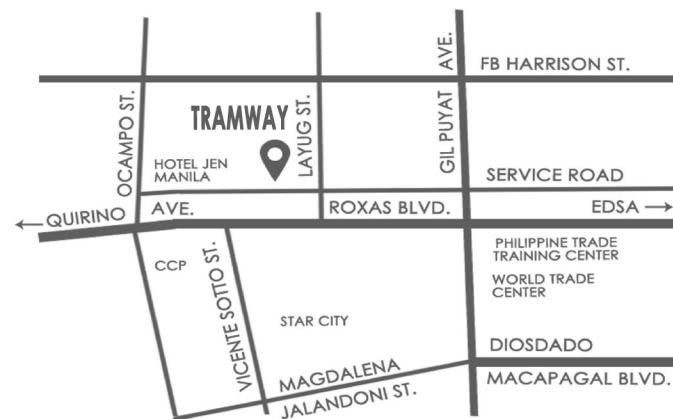 FB HARRISON ST.
OCAMPO ST.
TRAMWAY
LAYUG ST.
GIL PUYAT AVE.
HOTEL JEN
MANILA
SERVICE ROAD
← QUIRINO AVE.
ROXAS BLVD.
EDSA →
CCP
VICENTE SOTTO ST.
STAR CITY
PHILIPPINE TRADE
TRAINING CENTER
WORLD TRADE
CENTER
MAGDALENA
JALANDONI ST.
DIOSDADO
MACAPAGAL BLVD.